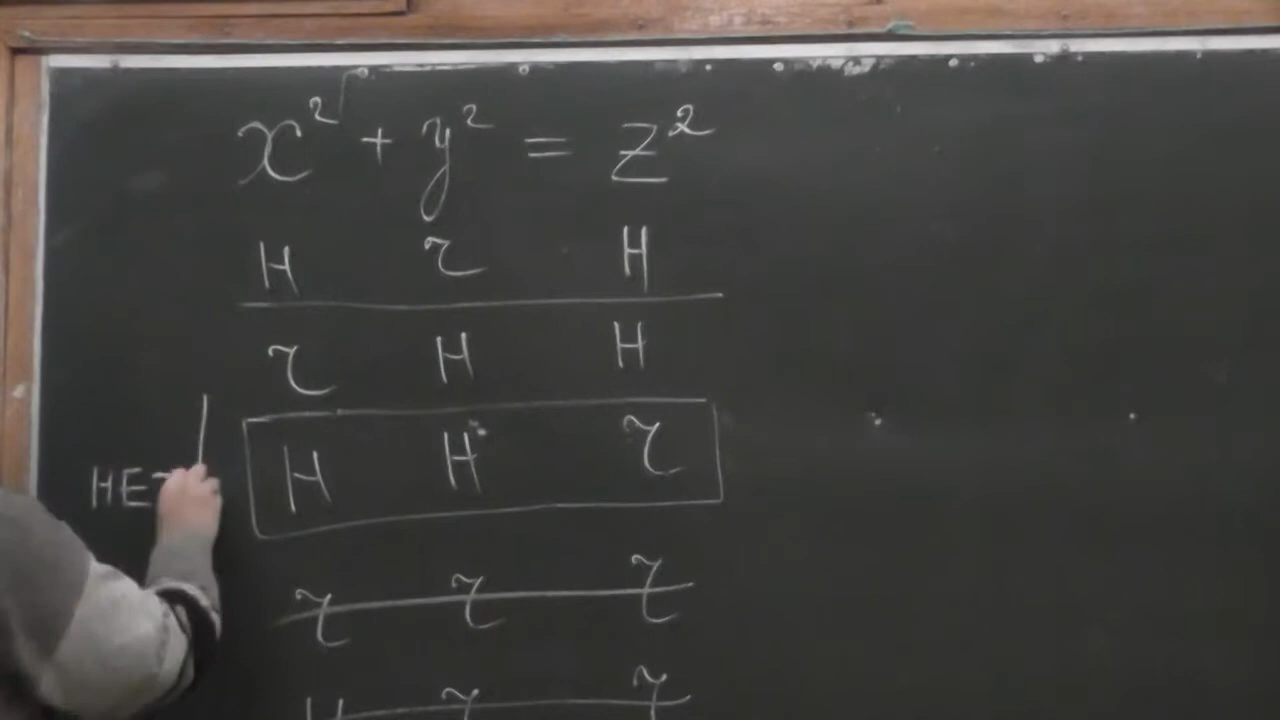 x² + y² = z²
Н ч Н
ч Н Н
НЕТ! Н Н ч
ч ч ч
Н ч ч